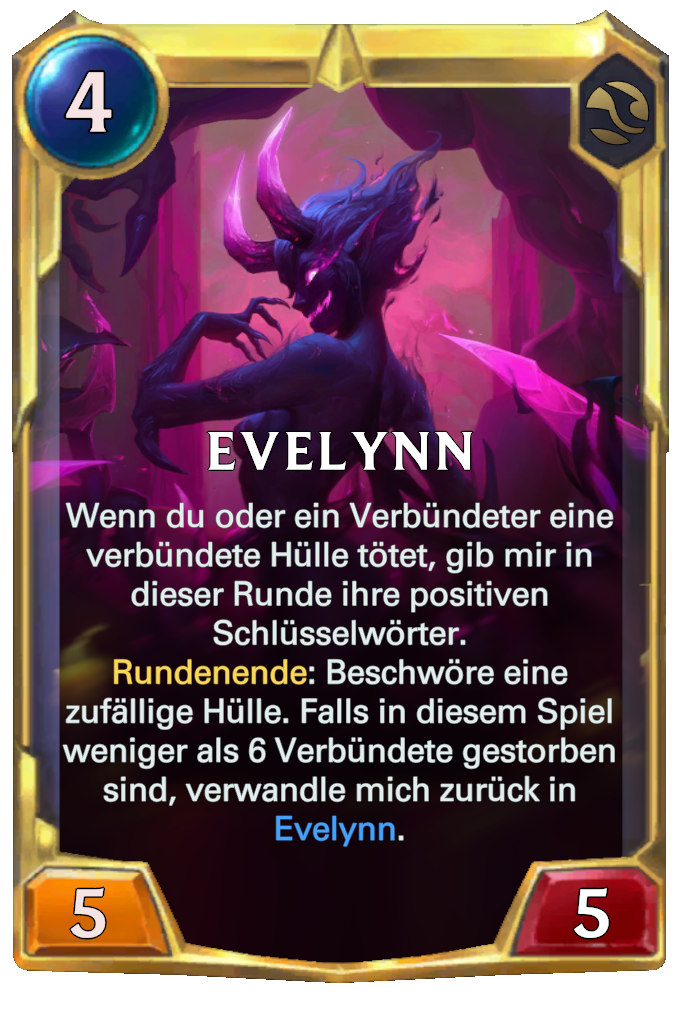 4
EVELYNN
Wenn du oder ein Verbündeter eine
verbündete Hülle tötet, gib mir in
dieser Runde ihre positiven
Schlüsselwörter.
Rundenende: Beschwöre eine
zufällige Hülle. Falls in diesem Spiel
weniger als 6 Verbündete gestorben
sind, verwandle mich zurück in
Evelynn.
5
5